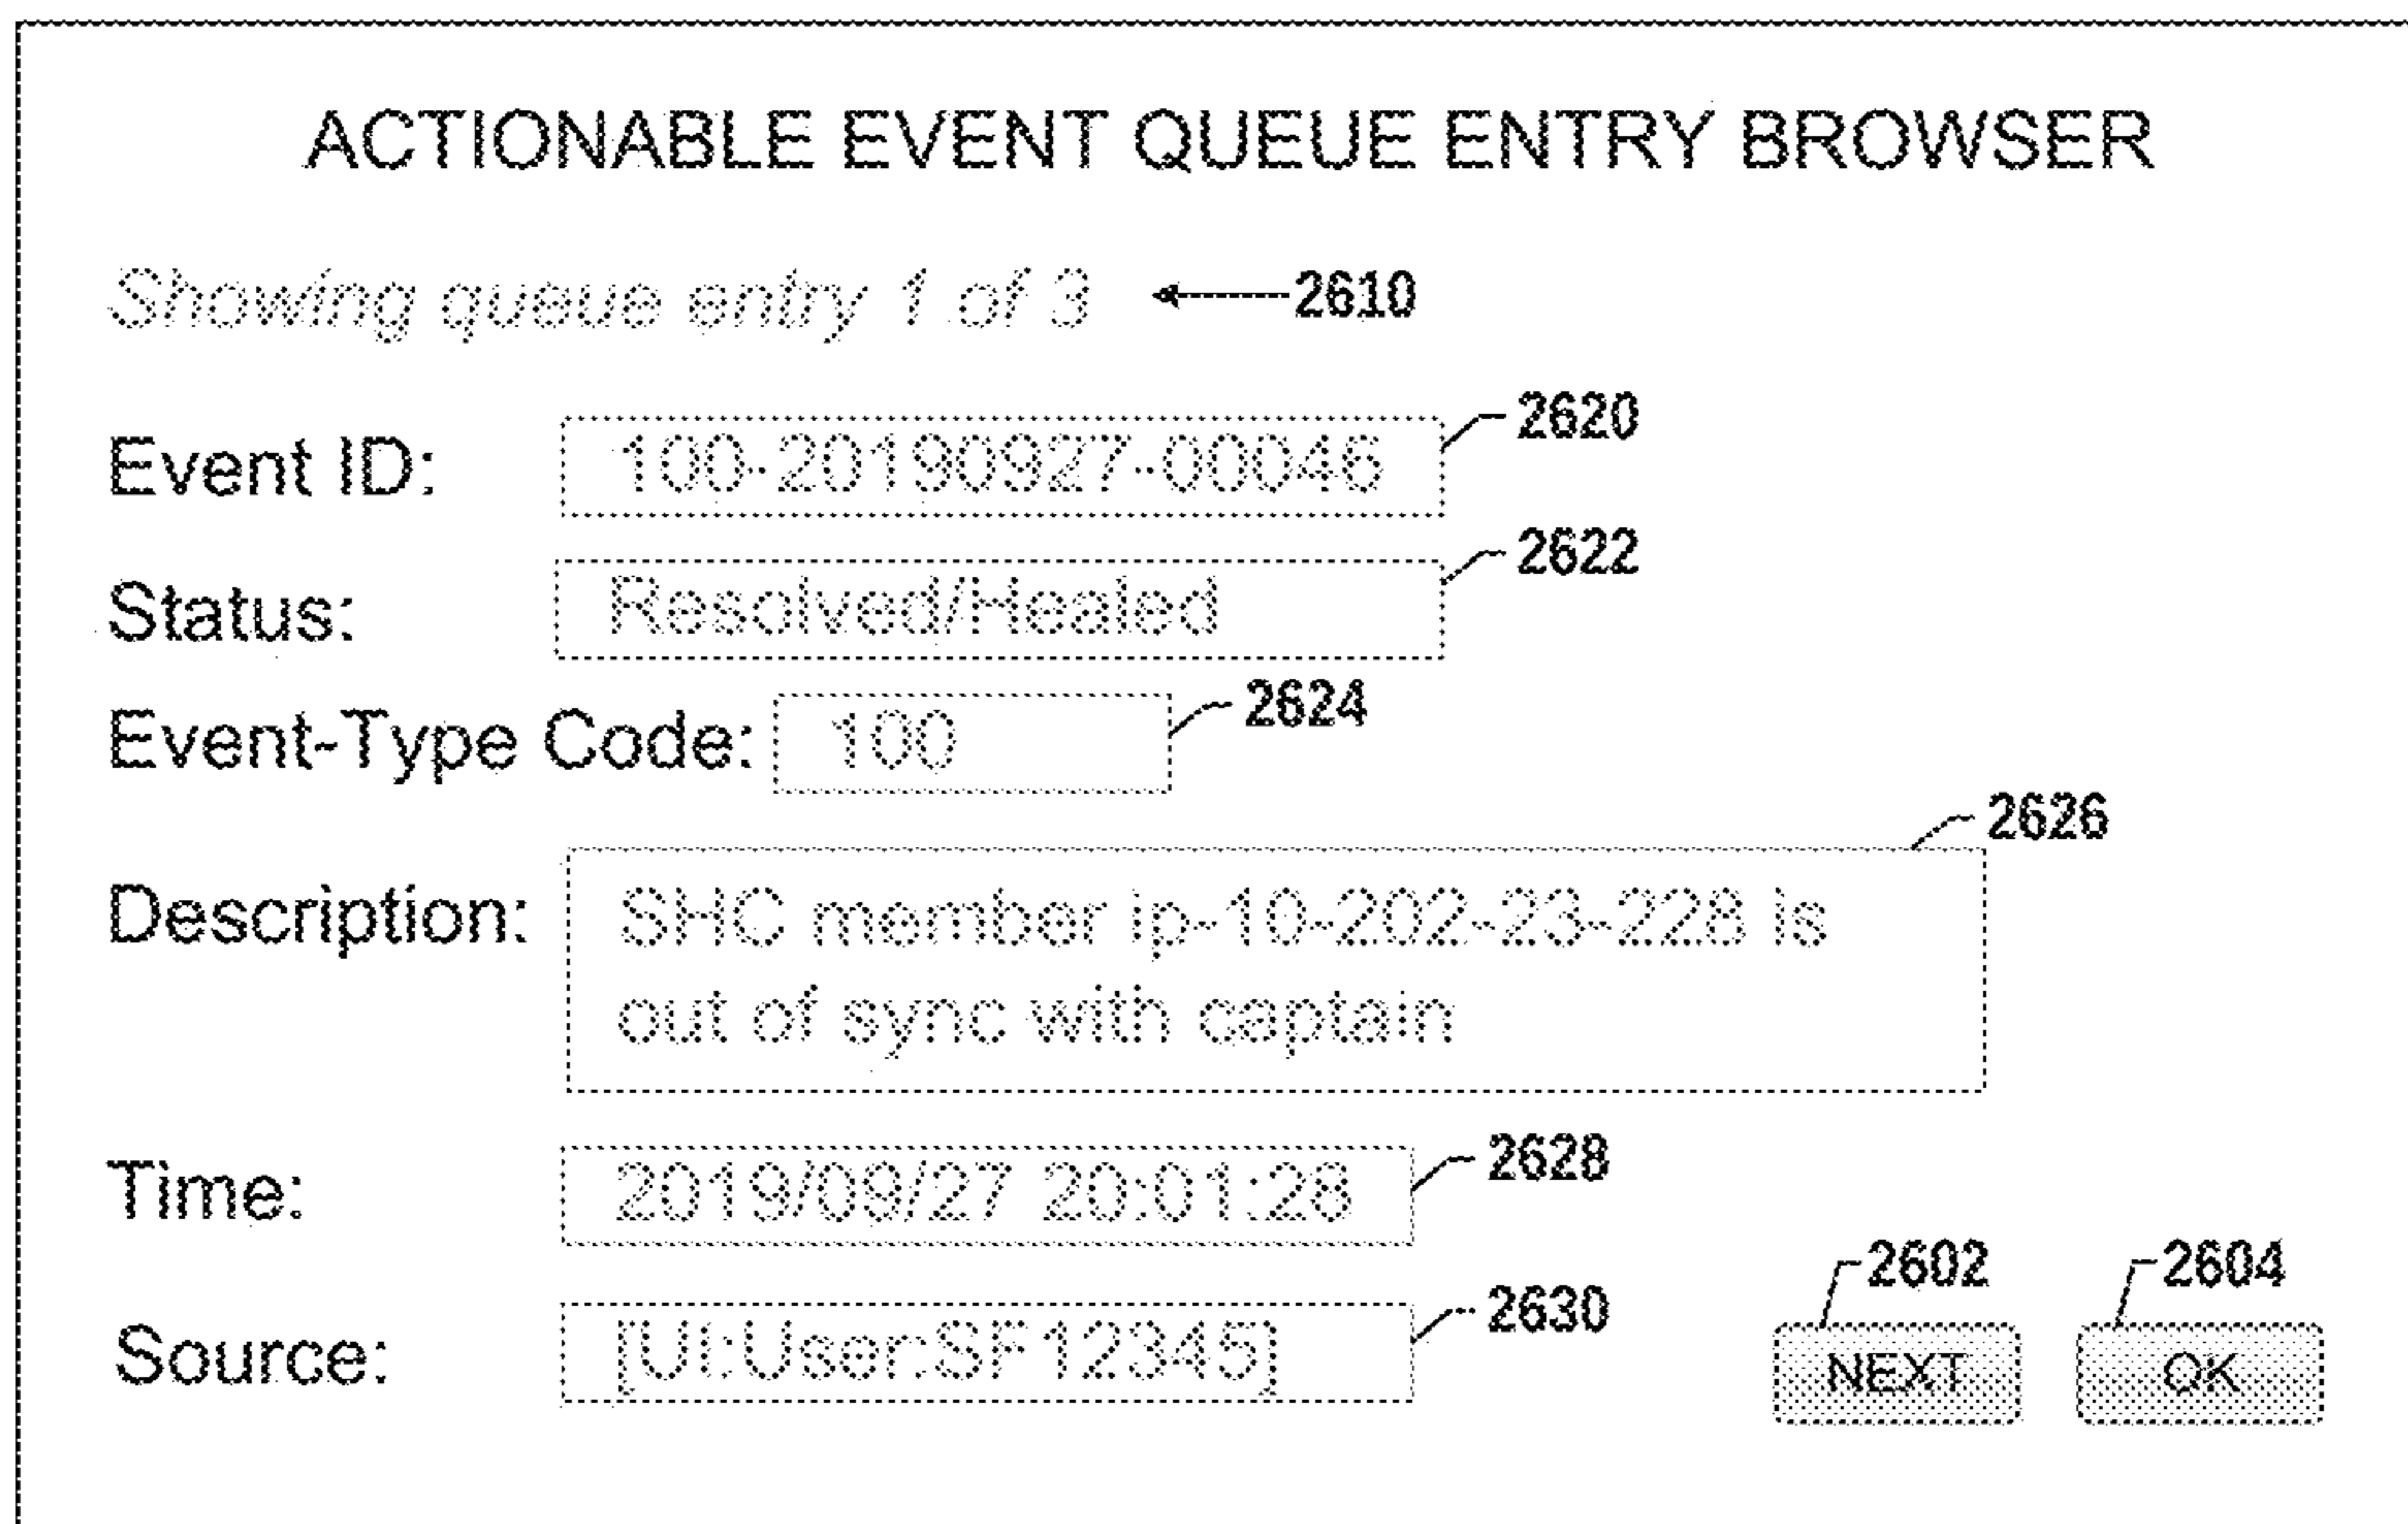 ACTIONABLE EVENT QUEUE ENTRY BROWSER
Showing queue entry 1 of 3 2610
Event ID: 100-20190927-00046 2620
Status: Resolved/Healed 2622
Event-Type Code: 100 2624
2626
Description: SHC member ip-10-202-23-228 is
out of sync with captain
Time: 2019/09/27 20:01:28 2628
2602 2604
Source: [UI:User:SF12345] 2630
NEXT OK